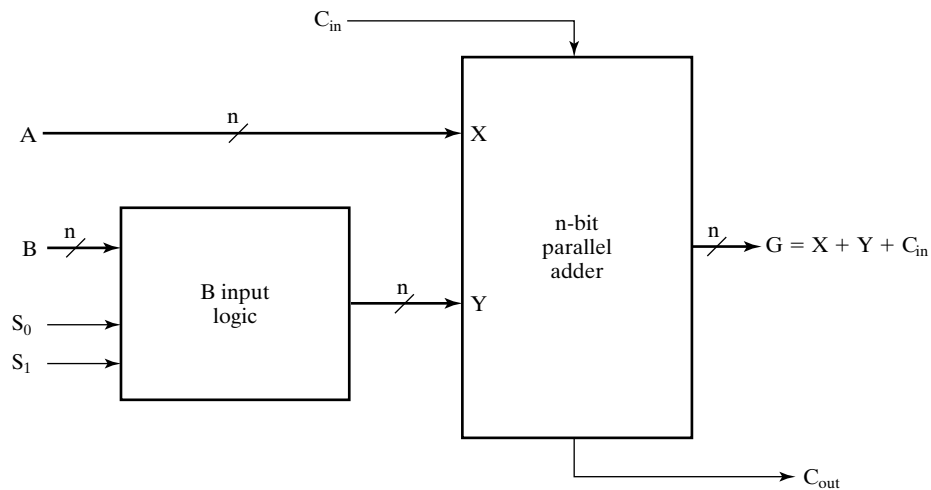 C_in
n
A
X
n
B
n-bit
parallel
adder
n
G = X + Y + C_in
B input
logic
n
Y
S_0
S_1
C_out